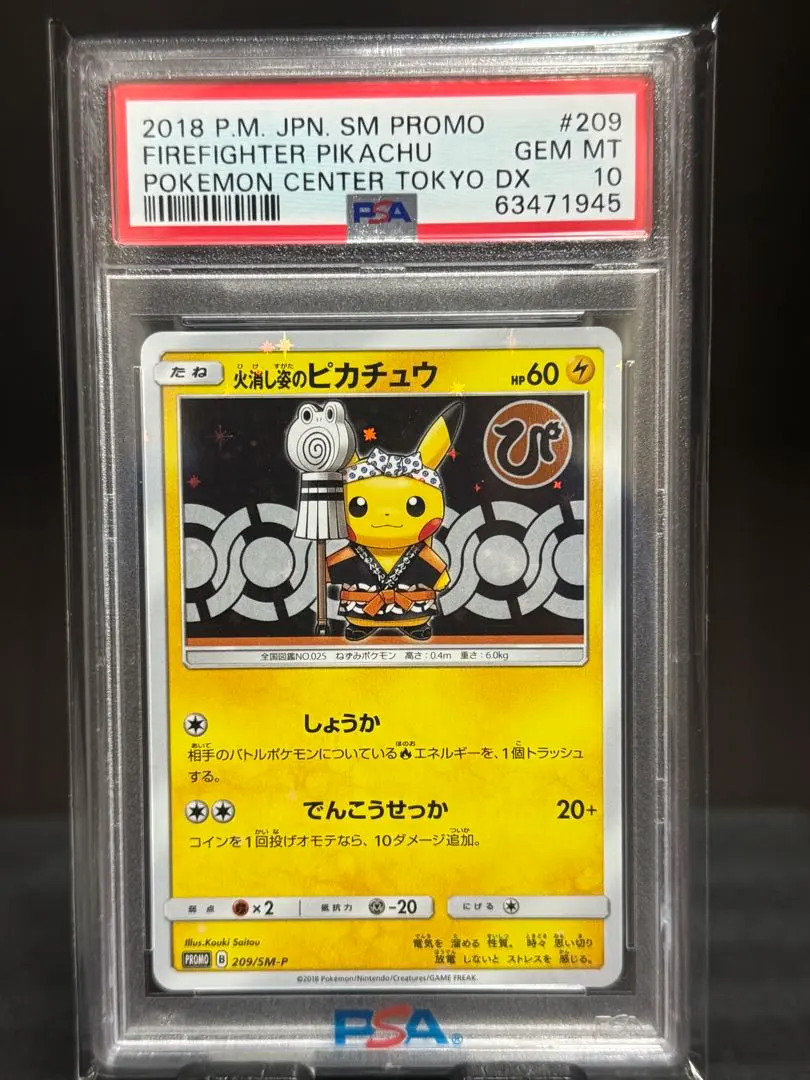 2018 P.M. JPN. SM PROMO #209
FIREFIGHTER PIKACHU GEM MT
POKEMON CENTER TOKYO DX 10
PSA 63471945
たね 火消し姿のピカチュウ HP60
ぴ
全国図鑑NO.025 ねずみポケモン 高さ:0.4m 重さ:6.0kg
しょうか
相手のバトルポケモンについているエネルギーを、1個トラッシュ
する。
でんこうせっか 20+
コインを1回投げオモテなら、10ダメージ追加。
弱点 ×2 抵抗力 -20 にげる
Illus.Kouki Saitou
電気を 溜める 性質。 時々 思い切り
放電 しないと ストレスを 感じる。
PROMO B 209/SM-P
©2018 Pokémon/Nintendo/Creatures/GAME FREAK.
PSA®